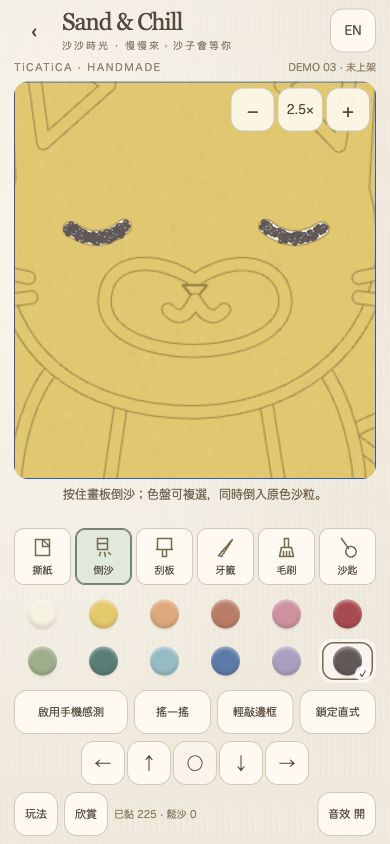 ‹
Sand & Chill
沙沙時光 · 慢慢來，沙子會等你
EN
TiCATiCA · HANDMADE
DEMO 03 · 未上架
− 2.5× +
按住畫板倒沙；色盤可複選，同時倒入原色沙粒。
撕紙 倒沙 刮板 牙籤 毛刷 沙匙
✓
啟用手機感測 搖一搖 輕敲邊框 鎖定直式
← ↑ ○ ↓ →
玩法 欣賞 已黏 225 · 鬆沙 0 音效 開